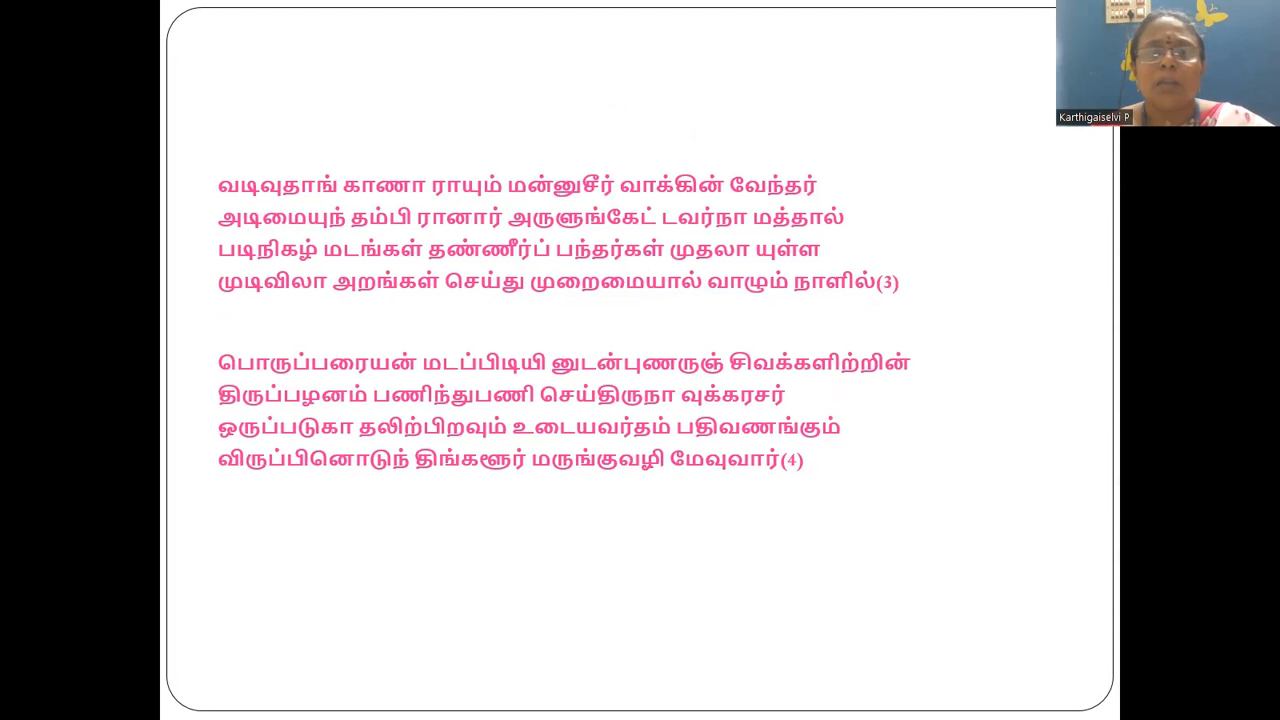 வடிவுதாங் காணா ராயும் மன்னுசீர் வாக்கின் வேந்தர்
அடிமையுந் தம்பி ரானார் அருளுங்கேட் டவர்நா மத்தால்
படிநிகழ் மடங்கள் தண்ணீர்ப் பந்தர்கள் முதலா யுள்ள
முடிவிலா அறங்கள் செய்து முறைமையால் வாழும் நாளில்(3)
பொருப்பரையன் மடப்பிடியி னுடன்புணருஞ் சிவக்களிற்றின்
திருப்பழனம் பணிந்துபணி செய்திருநா வுக்கரசர்
ஒருப்படுகா தலிற்பிறவும் உடையவர்தம் பதிவணங்கும்
விருப்பினொடுந் திங்களூர் மருங்குவழி மேவுவார்(4)
Karthigaiselvi P